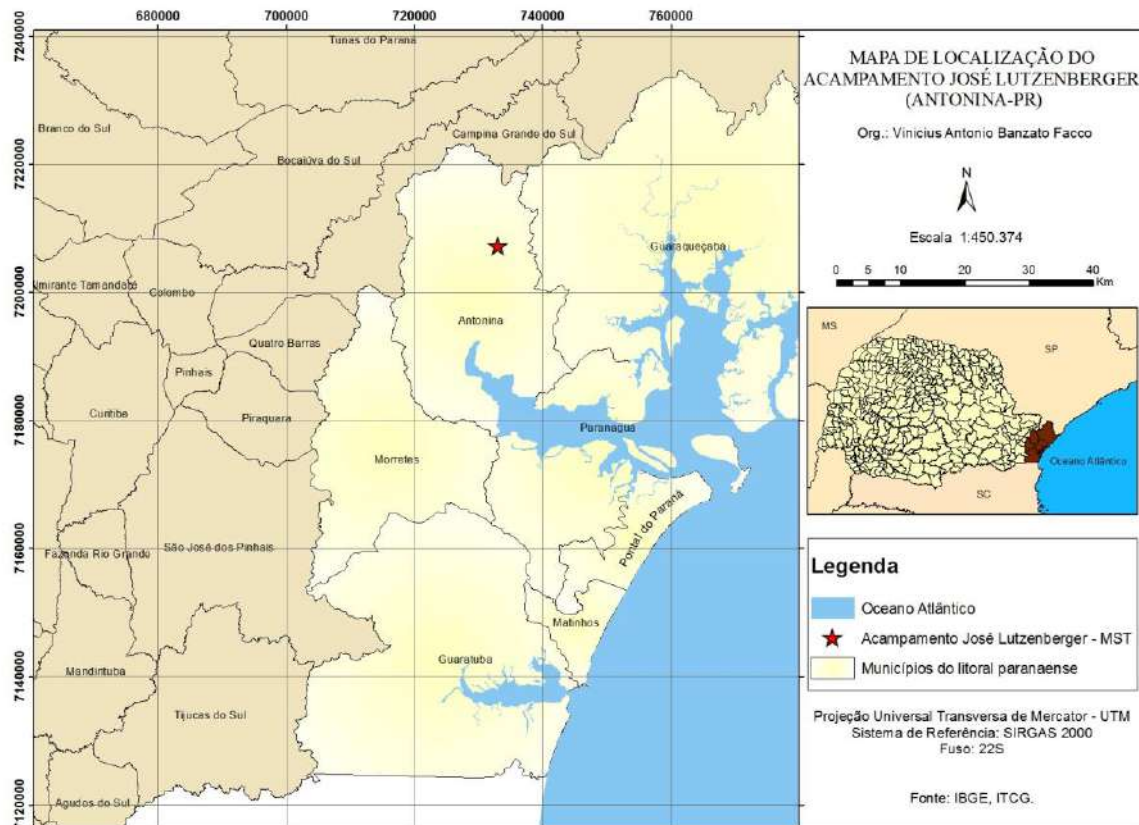 680000 700000 720000 740000 760000
7240000
7220000
7200000
7180000
7160000
7140000
7120000
Tunas do Paraná
Branco do Sul
Campina Grande do Sul
Bocaiúva do Sul
Guaraqueçaba
Almirante Tamandaré
Colombo
Antonina
Quatro Barras
Pinhais
Curitiba
Piraquara
Paranaguá
Morretes
Pontal do Paraná
Fazenda Rio Grande
São José dos Pinhais
Matinhos
Guaratuba
Mandirituba
Tijucas do Sul
Agudos do Sul
MAPA DE LOCALIZAÇÃO DO
ACAMPAMENTO JOSÉ LUTZENBERGER
(ANTONINA-PR)
Org.: Vinicius Antonio Banzato Facco
N
Escala 1:450.374
0 5 10 20 30 40
Km
MS
SP
Oceano Atlântico
SC
Legenda
Oceano Atlântico
Acampamento José Lutzenberger - MST
Municípios do litoral paranaense
Projeção Universal Transversa de Mercator - UTM
Sistema de Referência: SIRGAS 2000
Fuso: 22S
Fonte: IBGE, ITCG.